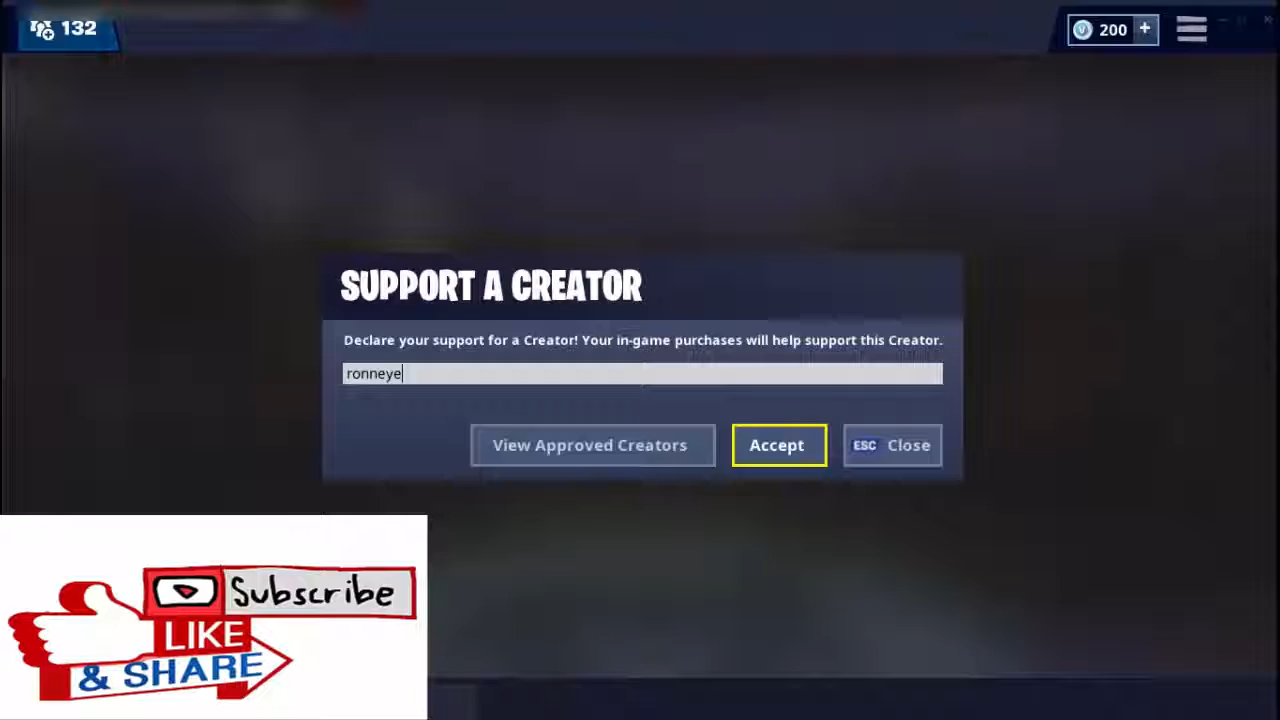 132
200 +
SUPPORT A CREATOR
Declare your support for a Creator! Your in-game purchases will help support this Creator.
ronneye
View Approved Creators
Accept
ESC Close
Subscribe
LIKE
& SHARE